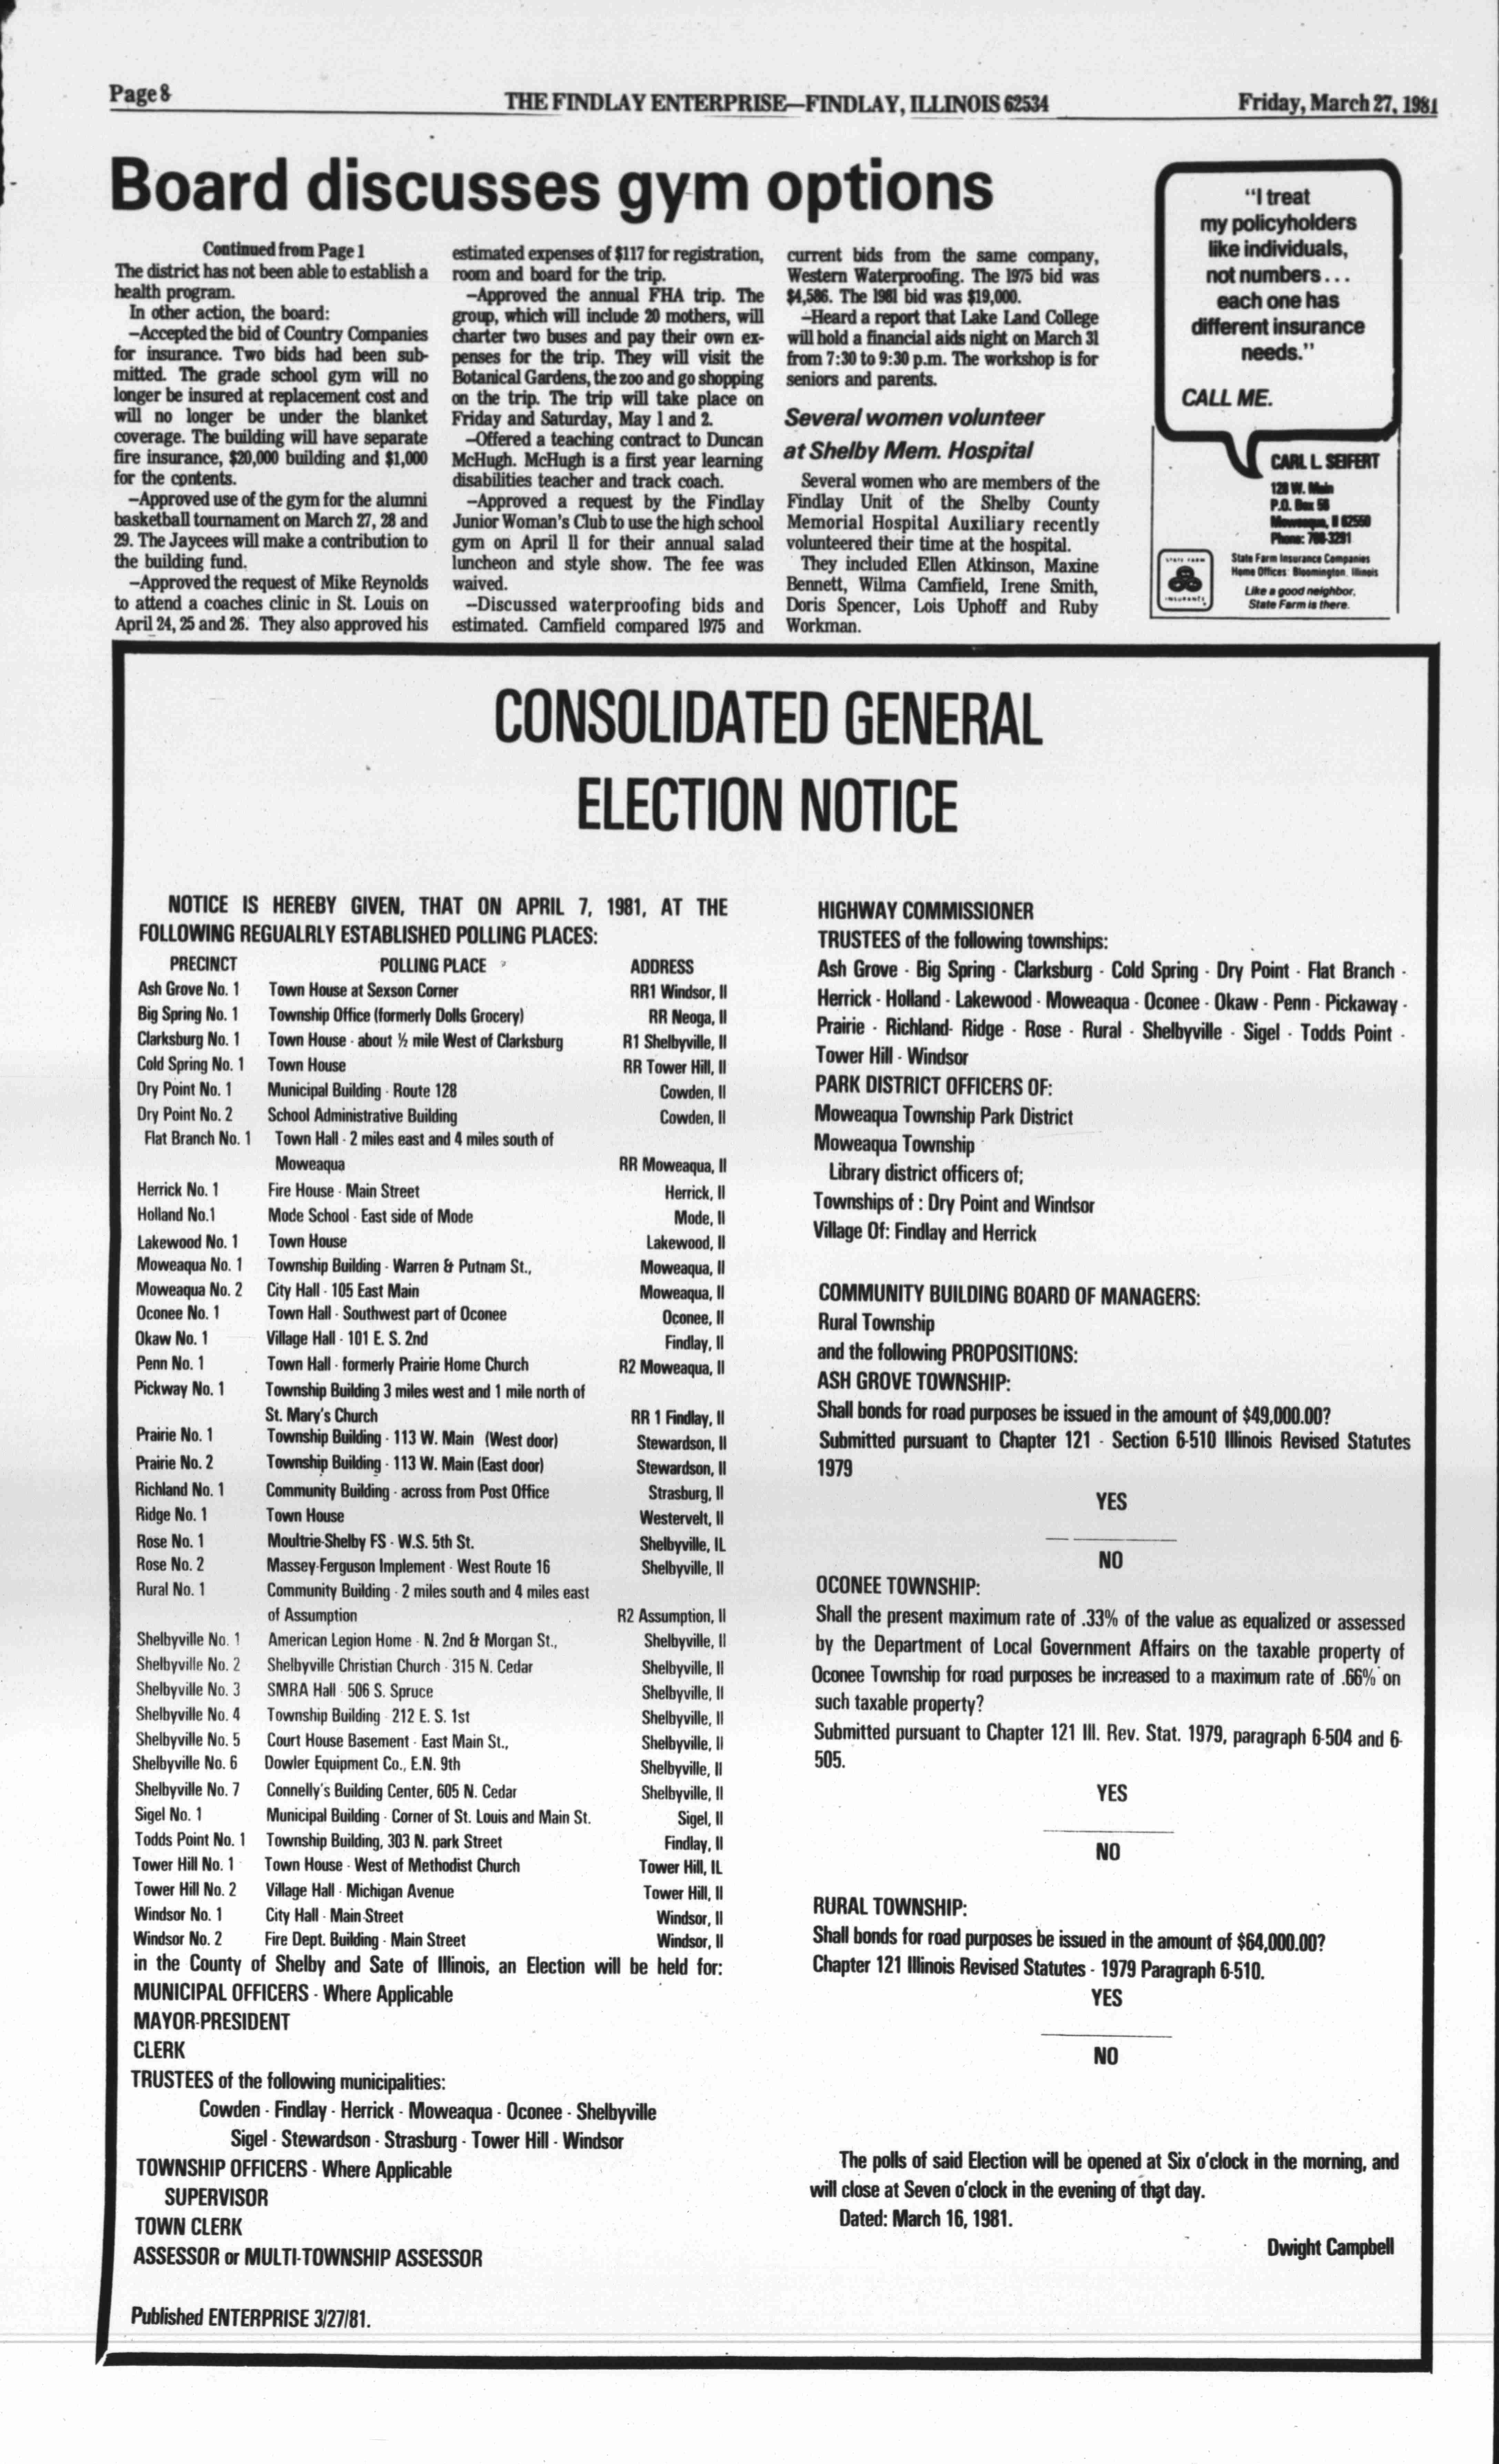 Page 8
THE FINDLAY ENTERPRISE—FINDLAY, ILLINOIS 62534
Friday, March 27, 1981
Board discusses gym options
Continued from Page 1
The district has not been able to establish a
health program.
In other action, the board:
—Accepted the bid of Country Companies
for insurance. Two bids had been sub-
mitted. The grade school gym will no
longer be insured at replacement cost and
will no longer be under the blanket
coverage. The building will have separate
fire insurance, $20,000 building and $1,000
for the contents.
—Approved use of the gym for the alumni
basketball tournament on March 27, 28 and
29. The Jaycees will make a contribution to
the building fund.
—Approved the request of Mike Reynolds
to attend a coaches clinic in St. Louis on
April 24, 25 and 26. They also approved his
estimated expenses of $117 for registration,
room and board for the trip.
—Approved the annual FHA trip. The
group, which will include 20 mothers, will
charter two buses and pay their own ex-
penses for the trip. They will visit the
Botanical Gardens, the zoo and go shopping
on the trip. The trip will take place on
Friday and Saturday, May 1 and 2.
—Offered a teaching contract to Duncan
McHugh. McHugh is a first year learning
disabilities teacher and track coach.
—Approved a request by the Findlay
Junior Woman's Club to use the high school
gym on April 11 for their annual salad
luncheon and style show. The fee was
waived.
—Discussed waterproofing bids and
estimated. Camfield compared 1975 and
current bids from the same company,
Western Waterproofing. The 1975 bid was
$4,586. The 1981 bid was $19,000.
—Heard a report that Lake Land College
will hold a financial aids night on March 31
from 7:30 to 9:30 p.m. The workshop is for
seniors and parents.
Several women volunteer
at Shelby Mem. Hospital
Several women who are members of the
Findlay Unit of the Shelby County
Memorial Hospital Auxiliary recently
volunteered their time at the hospital.
They included Ellen Atkinson, Maxine
Bennett, Wilma Camfield, Irene Smith,
Doris Spencer, Lois Uphoff and Ruby
Workman.
"I treat
my policyholders
like individuals,
not numbers...
each one has
different insurance
needs."
CALL ME.
CARL L. SEIFERT
128 W. Main
P.O. Box 56
Moweaqua, Il 62550
Phone: 768-3291
STATE FARM
INSURANCE
State Farm Insurance Companies
Home Offices: Bloomington, Illinois
Like a good neighbor,
State Farm is there.
CONSOLIDATED GENERAL
ELECTION NOTICE
NOTICE IS HEREBY GIVEN, THAT ON APRIL 7, 1981, AT THE
FOLLOWING REGUALRLY ESTABLISHED POLLING PLACES:
PRECINCT POLLING PLACE ADDRESS
Ash Grove No. 1 Town House at Sexson Corner RR1 Windsor, Il
Big Spring No. 1 Township Office (formerly Dolls Grocery) RR Neoga, Il
Clarksburg No. 1 Town House - about ½ mile West of Clarksburg R1 Shelbyville, Il
Cold Spring No. 1 Town House RR Tower Hill, Il
Dry Point No. 1 Municipal Building - Route 128 Cowden, Il
Dry Point No. 2 School Administrative Building Cowden, Il
Flat Branch No. 1 Town Hall - 2 miles east and 4 miles south of
Moweaqua RR Moweaqua, Il
Herrick No. 1 Fire House - Main Street Herrick, Il
Holland No.1 Mode School - East side of Mode Mode, Il
Lakewood No. 1 Town House Lakewood, Il
Moweaqua No. 1 Township Building - Warren & Putnam St., Moweaqua, Il
Moweaqua No. 2 City Hall - 105 East Main Moweaqua, Il
Oconee No. 1 Town Hall - Southwest part of Oconee Oconee, Il
Okaw No. 1 Village Hall - 101 E. S. 2nd Findlay, Il
Penn No. 1 Town Hall - formerly Prairie Home Church R2 Moweaqua, Il
Pickway No. 1 Township Building 3 miles west and 1 mile north of
St. Mary's Church RR 1 Findlay, Il
Prairie No. 1 Township Building - 113 W. Main (West door) Stewardson, Il
Prairie No. 2 Township Building - 113 W. Main (East door) Stewardson, Il
Richland No. 1 Community Building - across from Post Office Strasburg, Il
Ridge No. 1 Town House Westervelt, Il
Rose No. 1 Moultrie-Shelby FS - W.S. 5th St. Shelbyville, IL
Rose No. 2 Massey-Ferguson Implement - West Route 16 Shelbyville, Il
Rural No. 1 Community Building - 2 miles south and 4 miles east
of Assumption R2 Assumption, Il
Shelbyville No. 1 American Legion Home - N. 2nd & Morgan St., Shelbyville, Il
Shelbyville No. 2 Shelbyville Christian Church - 315 N. Cedar Shelbyville, Il
Shelbyville No. 3 SMRA Hall - 506 S. Spruce Shelbyville, Il
Shelbyville No. 4 Township Building - 212 E. S. 1st Shelbyville, Il
Shelbyville No. 5 Court House Basement - East Main St., Shelbyville, Il
Shelbyville No. 6 Dowler Equipment Co., E.N. 9th Shelbyville, Il
Shelbyville No. 7 Connelly's Building Center, 605 N. Cedar Shelbyville, Il
Sigel No. 1 Municipal Building - Corner of St. Louis and Main St. Sigel, Il
Todds Point No. 1 Township Building, 303 N. park Street Findlay, Il
Tower Hill No. 1 Town House - West of Methodist Church Tower Hill, IL
Tower Hill No. 2 Village Hall - Michigan Avenue Tower Hill, Il
Windsor No. 1 City Hall - Main Street Windsor, Il
Windsor No. 2 Fire Dept. Building - Main Street Windsor, Il
in the County of Shelby and Sate of Illinois, an Election will be held for:
MUNICIPAL OFFICERS - Where Applicable
MAYOR-PRESIDENT
CLERK
TRUSTEES of the following municipalities:
Cowden - Findlay - Herrick - Moweaqua - Oconee - Shelbyville
Sigel - Stewardson - Strasburg - Tower Hill - Windsor
TOWNSHIP OFFICERS - Where Applicable
SUPERVISOR
TOWN CLERK
ASSESSOR or MULTI-TOWNSHIP ASSESSOR
Published ENTERPRISE 3/27/81.
HIGHWAY COMMISSIONER
TRUSTEES of the following townships:
Ash Grove - Big Spring - Clarksburg - Cold Spring - Dry Point - Flat Branch -
Herrick - Holland - Lakewood - Moweaqua - Oconee - Okaw - Penn - Pickaway -
Prairie - Richland- Ridge - Rose - Rural - Shelbyville - Sigel - Todds Point -
Tower Hill - Windsor
PARK DISTRICT OFFICERS OF:
Moweaqua Township Park District
Moweaqua Township
Library district officers of;
Townships of : Dry Point and Windsor
Village Of: Findlay and Herrick
COMMUNITY BUILDING BOARD OF MANAGERS:
Rural Township
and the following PROPOSITIONS:
ASH GROVE TOWNSHIP:
Shall bonds for road purposes be issued in the amount of $49,000.00?
Submitted pursuant to Chapter 121 - Section 6-510 Illinois Revised Statutes
1979
YES
NO
OCONEE TOWNSHIP:
Shall the present maximum rate of .33% of the value as equalized or assessed
by the Department of Local Government Affairs on the taxable property of
Oconee Township for road purposes be increased to a maximum rate of .66% on
such taxable property?
Submitted pursuant to Chapter 121 Ill. Rev. Stat. 1979, paragraph 6-504 and 6-
505.
YES
NO
RURAL TOWNSHIP:
Shall bonds for road purposes be issued in the amount of $64,000.00?
Chapter 121 Illinois Revised Statutes - 1979 Paragraph 6-510.
YES
NO
The polls of said Election will be opened at Six o'clock in the morning, and
will close at Seven o'clock in the evening of that day.
Dated: March 16, 1981.
Dwight Campbell